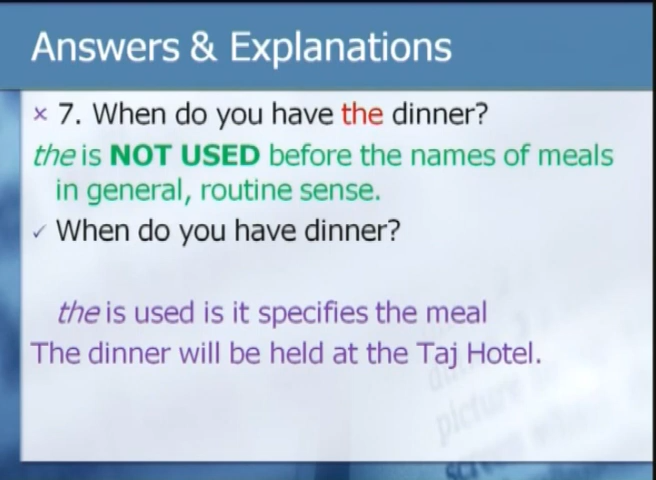 Answers & Explanations
× 7. When do you have the dinner?
the is NOT USED before the names of meals
in general, routine sense.
✓ When do you have dinner?
the is used is it specifies the meal
The dinner will be held at the Taj Hotel.